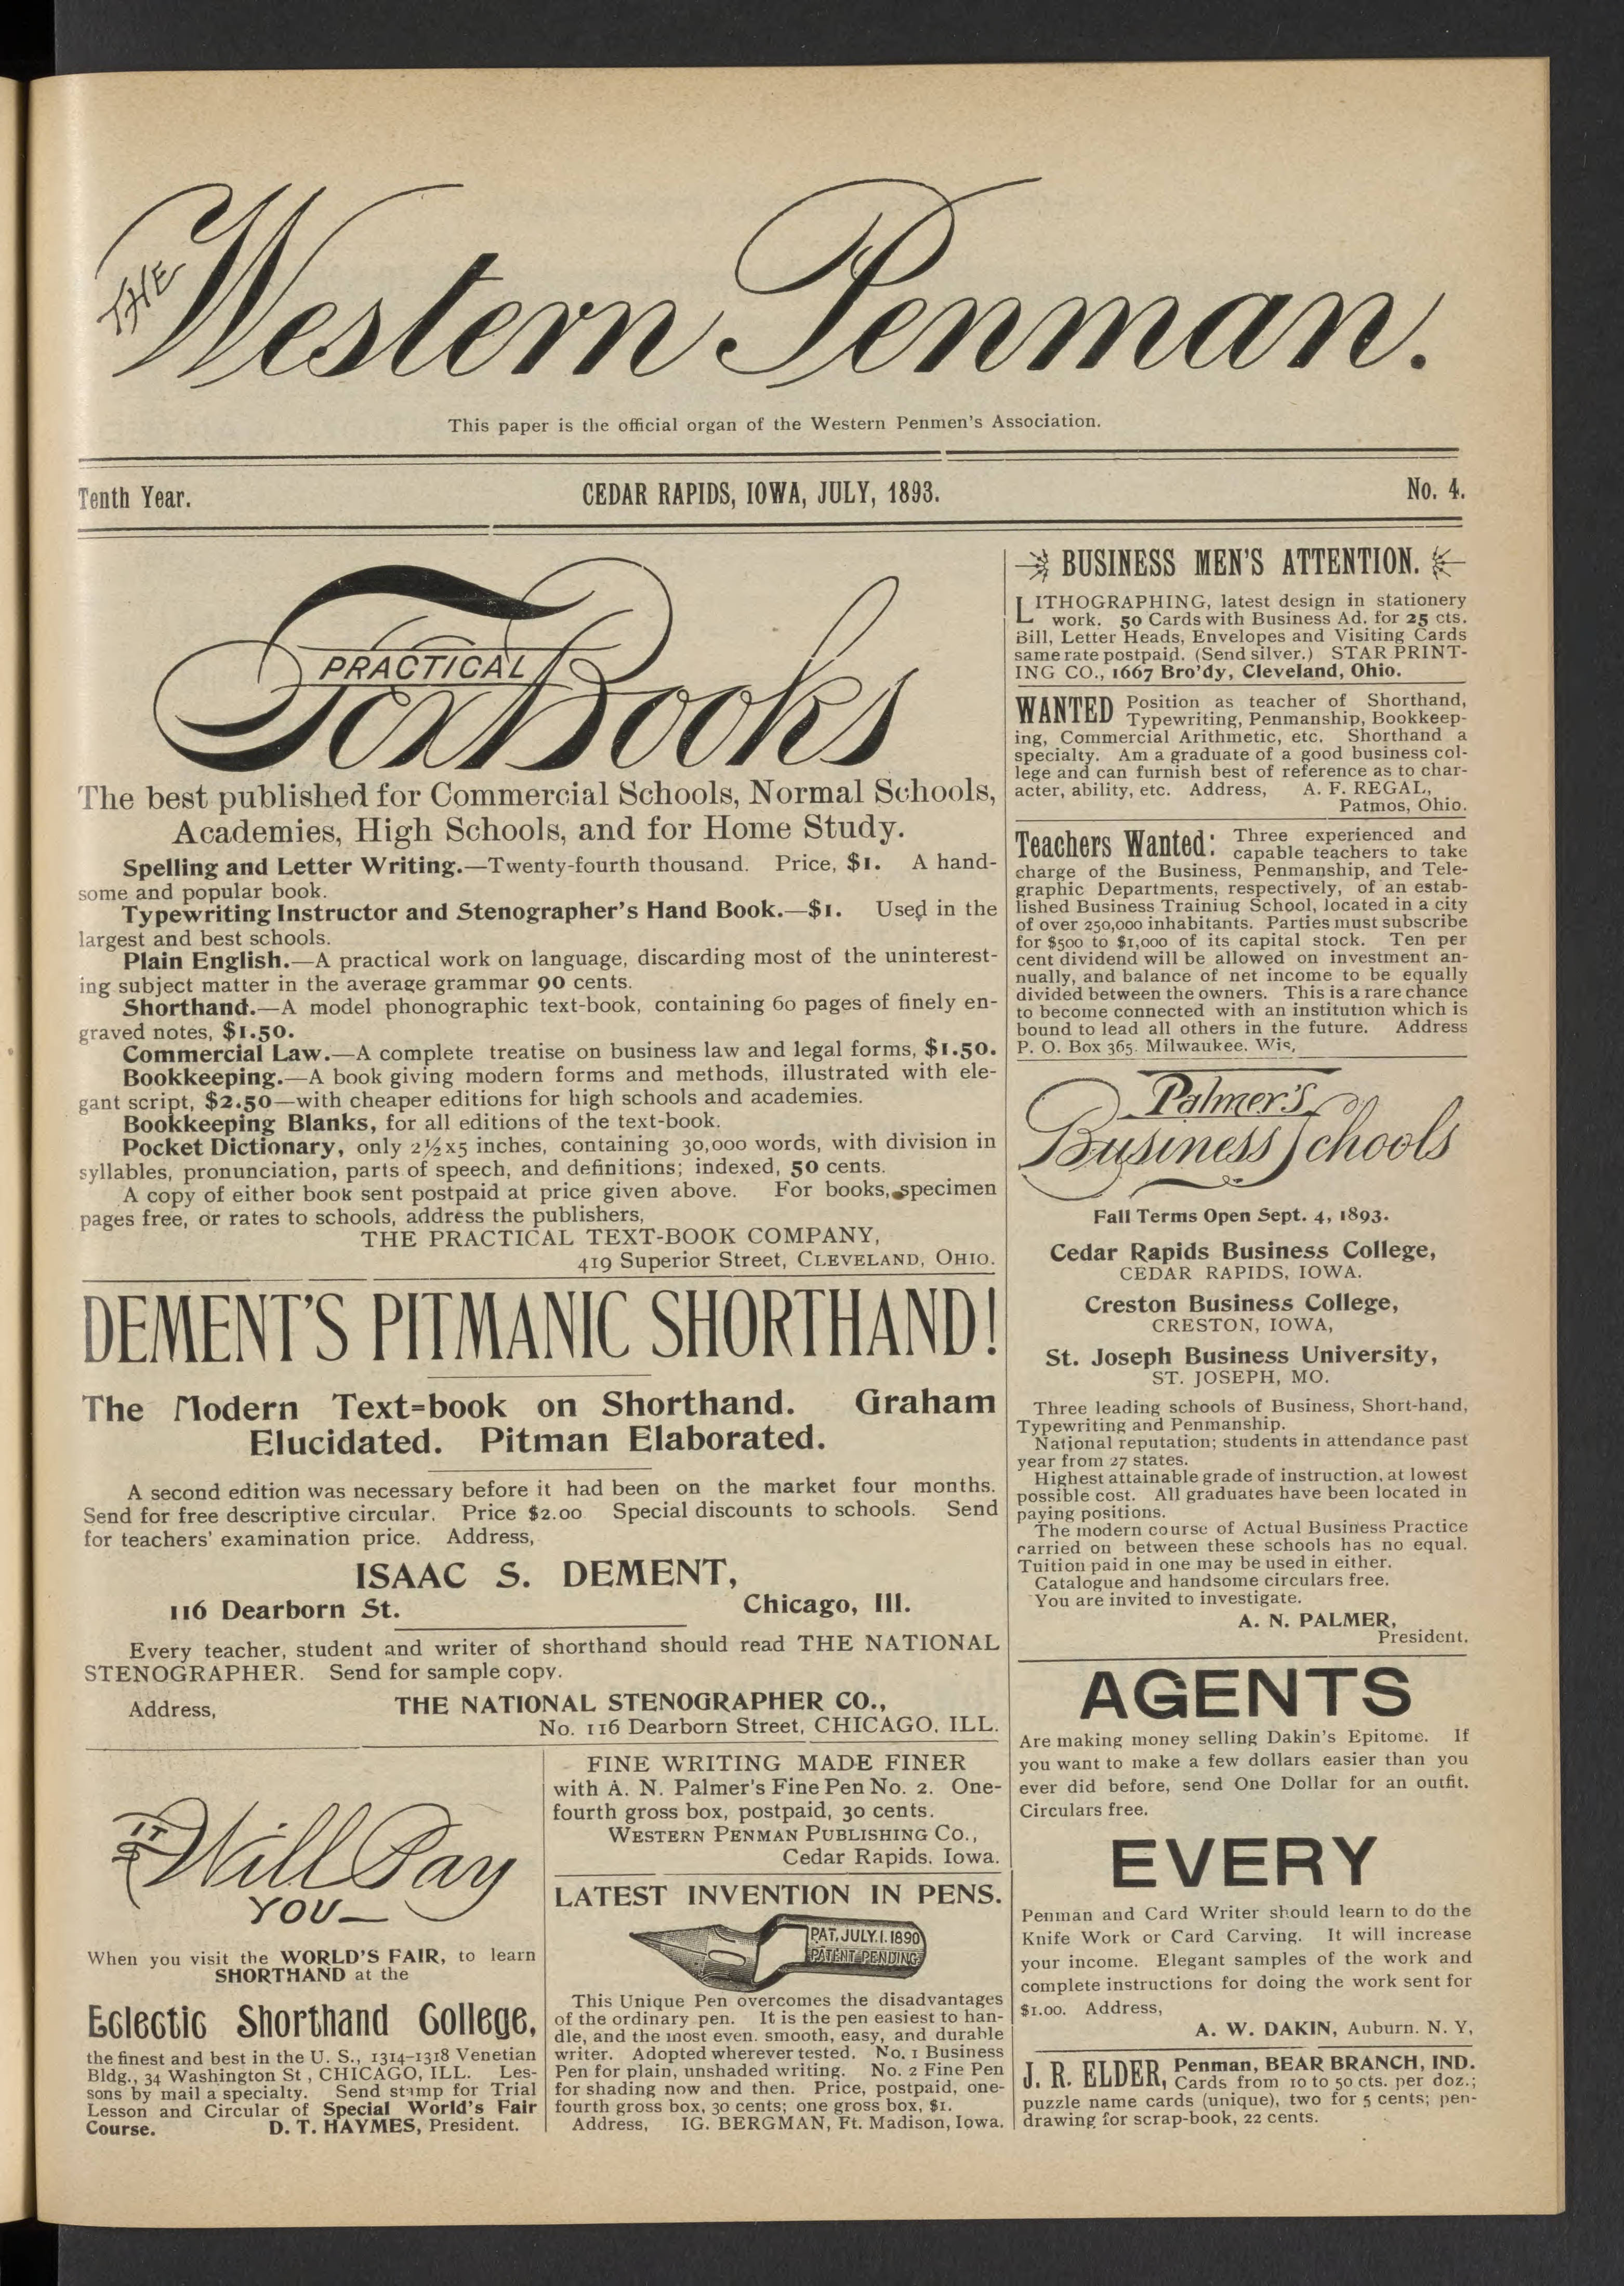 THE Western Penman.
This paper is the official organ of the Western Penmen's Association.
Tenth Year. CEDAR RAPIDS, IOWA, JULY, 1893. No. 4.
PRACTICAL
Text Books
The best published for Commercial Schools, Normal Schools,
Academies, High Schools, and for Home Study.
Spelling and Letter Writing.—Twenty-fourth thousand. Price, $1. A hand-
some and popular book.
Typewriting Instructor and Stenographer's Hand Book.—$1. Used in the
largest and best schools.
Plain English.—A practical work on language, discarding most of the uninterest-
ing subject matter in the average grammar 90 cents.
Shorthand.—A model phonographic text-book, containing 60 pages of finely en-
graved notes, $1.50.
Commercial Law.—A complete treatise on business law and legal forms, $1.50.
Bookkeeping.—A book giving modern forms and methods, illustrated with ele-
gant script, $2.50—with cheaper editions for high schools and academies.
Bookkeeping Blanks, for all editions of the text-book.
Pocket Dictionary, only 2½x5 inches, containing 30,000 words, with division in
syllables, pronunciation, parts of speech, and definitions; indexed, 50 cents.
A copy of either book sent postpaid at price given above. For books, specimen
pages free, or rates to schools, address the publishers,
THE PRACTICAL TEXT-BOOK COMPANY,
419 Superior Street, CLEVELAND, OHIO.
DEMENT'S PITMANIC SHORTHAND!
The Modern Text=book on Shorthand. Graham
Elucidated. Pitman Elaborated.
A second edition was necessary before it had been on the market four months.
Send for free descriptive circular. Price $2.00 Special discounts to schools. Send
for teachers' examination price. Address,
ISAAC S. DEMENT,
116 Dearborn St. Chicago, Ill.
Every teacher, student and writer of shorthand should read THE NATIONAL
STENOGRAPHER. Send for sample copy.
Address, THE NATIONAL STENOGRAPHER CO.,
No. 116 Dearborn Street, CHICAGO, ILL.
IT Will Pay
YOU—
When you visit the WORLD'S FAIR, to learn
SHORTHAND at the
Eclectic Shorthand College,
the finest and best in the U. S., 1314-1318 Venetian
Bldg., 34 Washington St , CHICAGO, ILL. Les-
sons by mail a specialty. Send stamp for Trial
Lesson and Circular of Special World's Fair
Course. D. T. HAYMES, President.
FINE WRITING MADE FINER
with A. N. Palmer's Fine Pen No. 2. One-
fourth gross box, postpaid, 30 cents.
WESTERN PENMAN PUBLISHING CO.,
Cedar Rapids. Iowa.
LATEST INVENTION IN PENS.
PAT. JULY. 1. 1890
PATENT PENDING
This Unique Pen overcomes the disadvantages
of the ordinary pen. It is the pen easiest to han-
dle, and the most even. smooth, easy, and durable
writer. Adopted wherever tested. No. 1 Business
Pen for plain, unshaded writing. No. 2 Fine Pen
for shading now and then. Price, postpaid, one-
fourth gross box, 30 cents; one gross box, $1.
Address, IG. BERGMAN, Ft. Madison, Iowa.
BUSINESS MEN'S ATTENTION.
LITHOGRAPHING, latest design in stationery
work. 50 Cards with Business Ad. for 25 cts.
Bill, Letter Heads, Envelopes and Visiting Cards
same rate postpaid. (Send silver.) STAR PRINT-
ING CO., 1667 Bro'dy, Cleveland, Ohio.
WANTED Position as teacher of Shorthand,
Typewriting, Penmanship, Bookkeep-
ing, Commercial Arithmetic, etc. Shorthand a
specialty. Am a graduate of a good business col-
lege and can furnish best of reference as to char-
acter, ability, etc. Address, A. F. REGAL,
Patmos, Ohio.
Teachers Wanted: Three experienced and
capable teachers to take
charge of the Business, Penmanship, and Tele-
graphic Departments, respectively, of an estab-
lished Business Training School, located in a city
of over 250,000 inhabitants. Parties must subscribe
for $500 to $1,000 of its capital stock. Ten per
cent dividend will be allowed on investment an-
nually, and balance of net income to be equally
divided between the owners. This is a rare chance
to become connected with an institution which is
bound to lead all others in the future. Address
P. O. Box 365. Milwaukee. Wis,
Palmer's
Business Schools
Fall Terms Open Sept. 4, 1893.
Cedar Rapids Business College,
CEDAR RAPIDS, IOWA.
Creston Business College,
CRESTON, IOWA,
St. Joseph Business University,
ST. JOSEPH, MO.
Three leading schools of Business, Short-hand,
Typewriting and Penmanship.
National reputation; students in attendance past
year from 27 states.
Highest attainable grade of instruction, at lowest
possible cost. All graduates have been located in
paying positions.
The modern course of Actual Business Practice
carried on between these schools has no equal.
Tuition paid in one may be used in either.
Catalogue and handsome circulars free.
You are invited to investigate.
A. N. PALMER,
President.
AGENTS
Are making money selling Dakin's Epitome. If
you want to make a few dollars easier than you
ever did before, send One Dollar for an outfit.
Circulars free.
EVERY
Penman and Card Writer should learn to do the
Knife Work or Card Carving. It will increase
your income. Elegant samples of the work and
complete instructions for doing the work sent for
$1.00. Address,
A. W. DAKIN, Auburn. N. Y,
J. R. ELDER, Penman, BEAR BRANCH, IND.
Cards from 10 to 50 cts. per doz.;
puzzle name cards (unique), two for 5 cents; pen-
drawing for scrap-book, 22 cents.